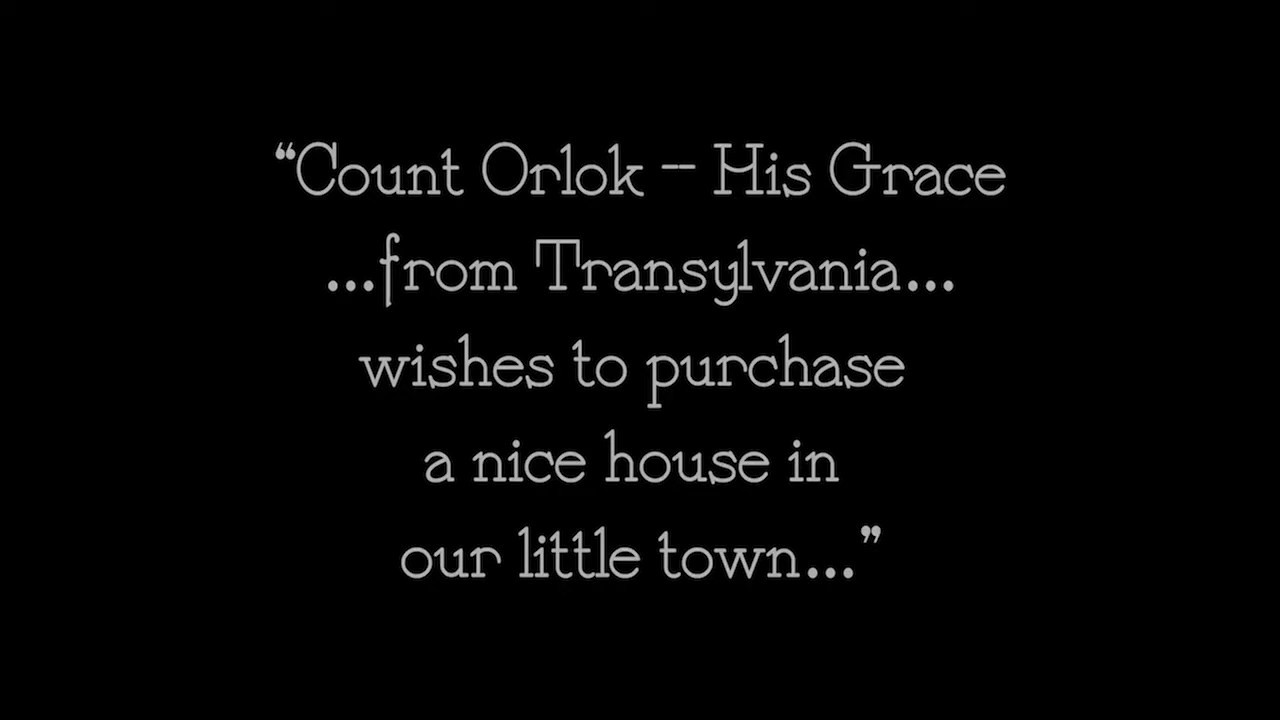 “Count Orlok -- His Grace
...from Transylvania...
wishes to purchase
a nice house in
our little town...”